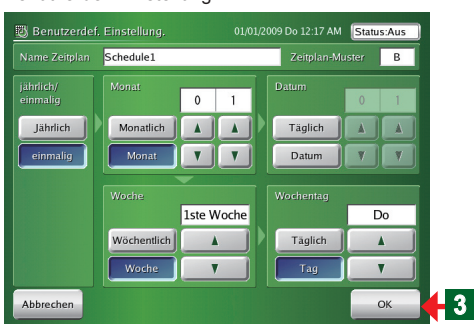 Benutzerdef. Einstellung. 01/01/2009 Do 12:17 AM Status:Aus
Name Zeitplan Schedule1 Zeitplan-Muster B
jährlich/
einmalig
Jährlich
einmalig
Monat
0 1
Monatlich
Monat
Datum
0 1
Täglich
Datum
Woche
1ste Woche
Wöchentlich
Woche
Wochentag
Do
Täglich
Tag
Abbrechen OK 3